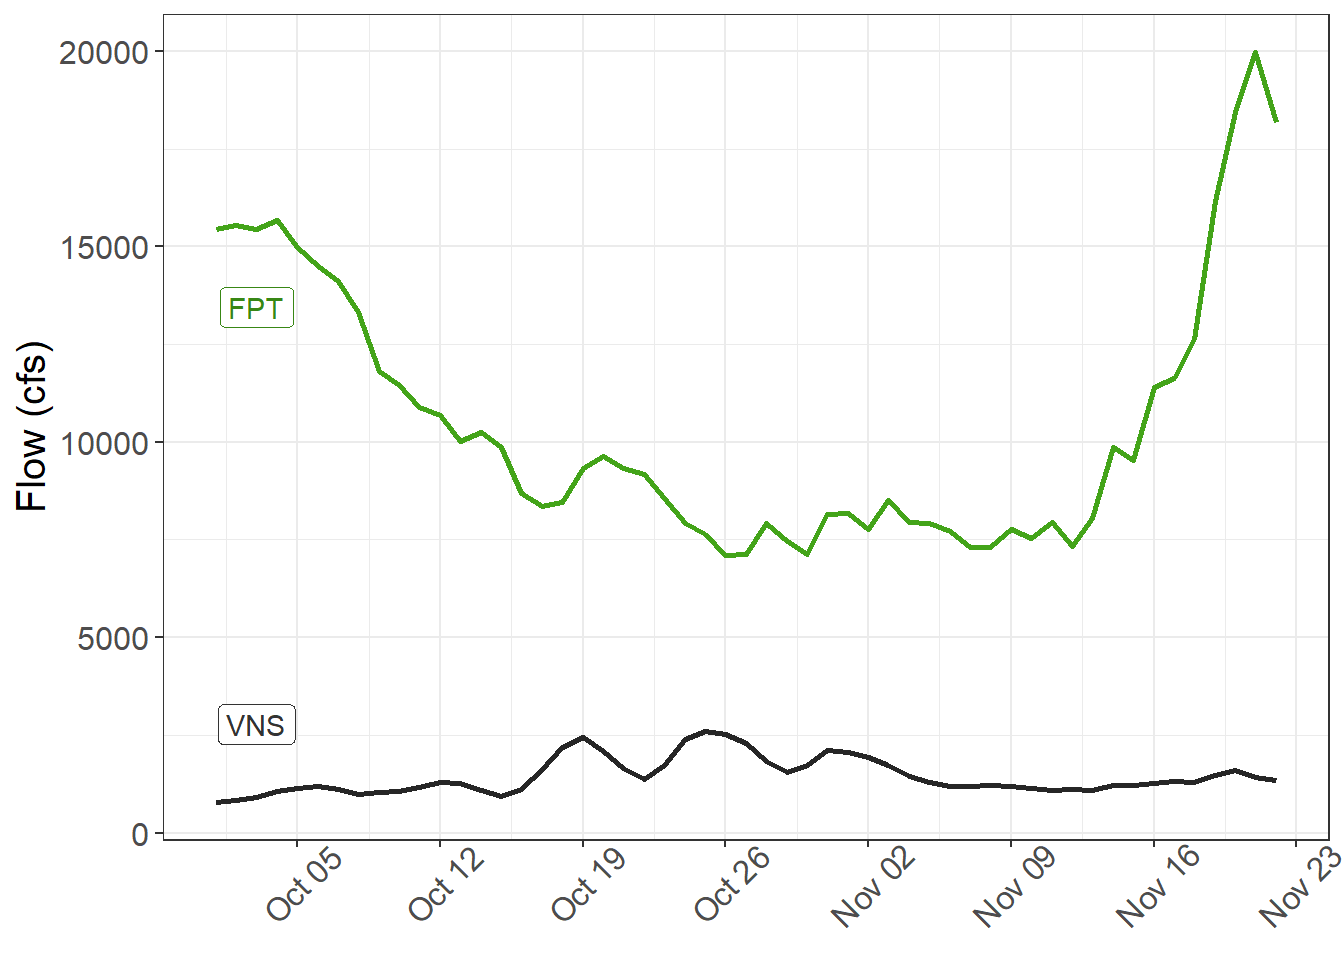 20000
15000
FPT
10000
5000
VNS
0
Flow (cfs)
Oct 05
Oct 12
Oct 19
Oct 26
Nov 02
Nov 09
Nov 16
Nov 23